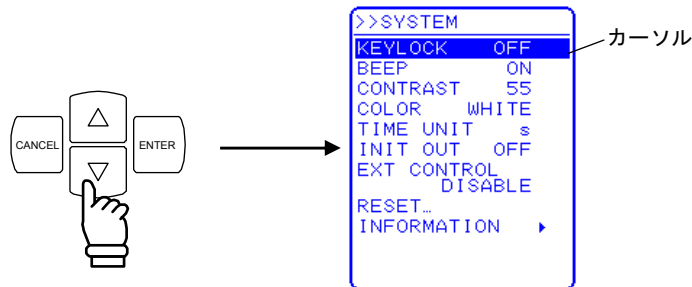 >>SYSTEM
KEYLOCK OFF
BEEP ON
CONTRAST 55
COLOR WHITE
TIME UNIT s
INIT OUT OFF
EXT CONTROL
DISABLE
RESET…
INFORMATION ▸
カーソル
CANCEL
△
▽
ENTER